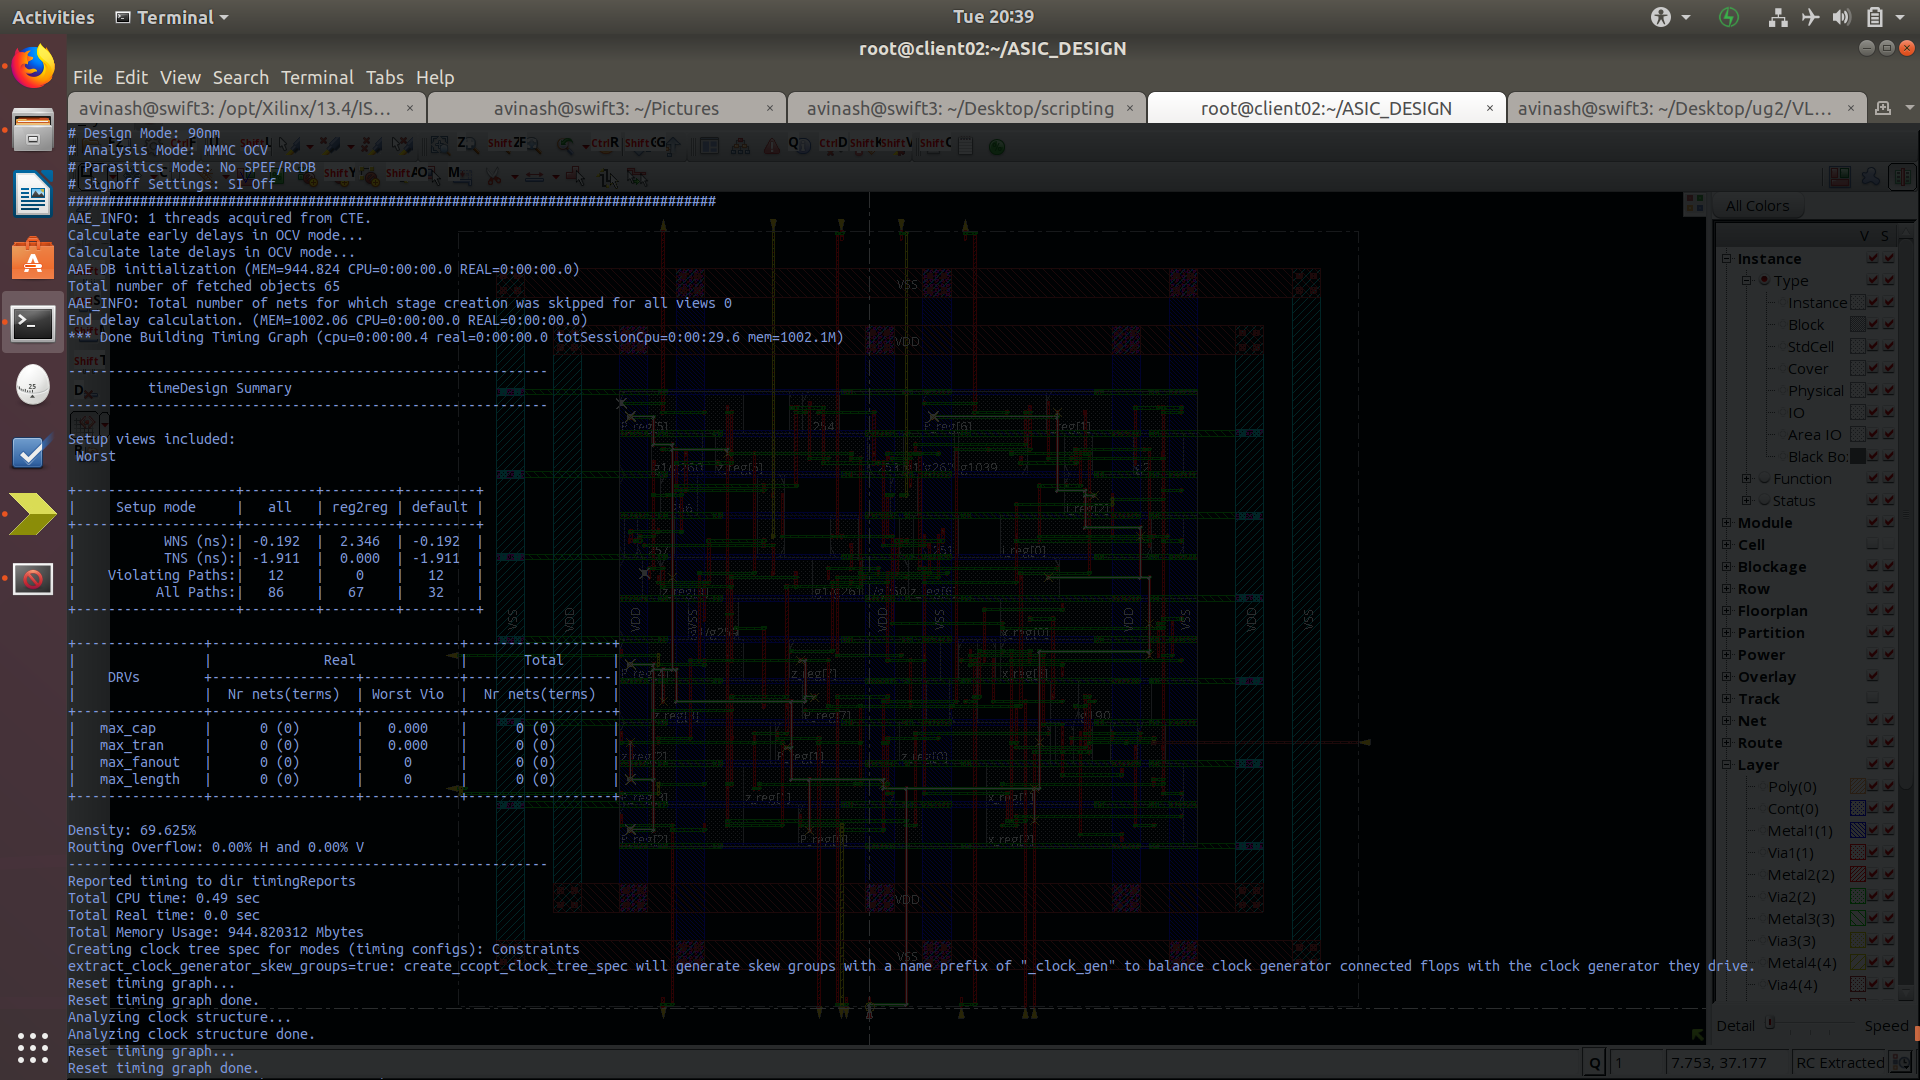 Activities
Terminal
Tue 20:39
root@client02:~/ASIC_DESIGN
File Edit View Search Terminal Tabs Help
avinash@swift3: /opt/Xilinx/13.4/IS... ×
avinash@swift3: ~/Pictures ×
avinash@swift3: ~/Desktop/scripting ×
root@client02:~/ASIC_DESIGN ×
avinash@swift3: ~/Desktop/ug2/VL... ×
# Design Mode: 90nm
# Analysis Mode: MMMC OCV
# Parasitics Mode: No SPEF/RCDB
# Signoff Settings: SI Off
#################################################################################
AAE_INFO: 1 threads acquired from CTE.
Calculate early delays in OCV mode...
Calculate late delays in OCV mode...
AAE DB initialization (MEM=944.824 CPU=0:00:00.0 REAL=0:00:00.0)
Total number of fetched objects 65
AAE_INFO: Total number of nets for which stage creation was skipped for all views 0
End delay calculation. (MEM=1002.06 CPU=0:00:00.0 REAL=0:00:00.0)
*** Done Building Timing Graph (cpu=0:00:00.4 real=0:00:00.0 totSessionCpu=0:00:29.6 mem=1002.1M)
------------------------------------------------------------
timeDesign Summary
------------------------------------------------------------
Setup views included:
Worst
+--------------------+---------+---------+---------+
| Setup mode | all | reg2reg | default |
+--------------------+---------+---------+---------+
| WNS (ns):| -0.192 | 2.346 | -0.192 |
| TNS (ns):| -1.911 | 0.000 | -1.911 |
| Violating Paths:| 12 | 0 | 12 |
| All Paths:| 86 | 67 | 32 |
+--------------------+---------+---------+---------+
+----------------+-------------------------------+------------------+
| | Real | Total |
| DRVs +------------------+------------+------------------|
| | Nr nets(terms) | Worst Vio | Nr nets(terms) |
+----------------+------------------+------------+------------------+
| max_cap | 0 (0) | 0.000 | 0 (0) |
| max_tran | 0 (0) | 0.000 | 0 (0) |
| max_fanout | 0 (0) | 0 | 0 (0) |
| max_length | 0 (0) | 0 | 0 (0) |
+----------------+------------------+------------+------------------+
Density: 69.625%
Routing Overflow: 0.00% H and 0.00% V
------------------------------------------------------------
Reported timing to dir timingReports
Total CPU time: 0.49 sec
Total Real time: 0.0 sec
Total Memory Usage: 944.820312 Mbytes
Creating clock tree spec for modes (timing configs): Constraints
extract_clock_generator_skew_groups=true: create_ccopt_clock_tree_spec will generate skew groups with a name prefix of "_clock_gen" to balance clock generator connected flops with the clock generator they drive.
Reset timing graph...
Reset timing graph done.
Analyzing clock structure...
Analyzing clock structure done.
Reset timing graph...
Reset timing graph done.
All Colors
V S
Instance
Type
Instance
Block
StdCell
Cover
Physical
IO
Area IO
Black Bo
Function
Status
Module
Cell
Blockage
Row
Floorplan
Partition
Power
Overlay
Track
Net
Route
Layer
Poly(0)
Cont(0)
Metal1(1)
Via1(1)
Metal2(2)
Via2(2)
Metal3(3)
Via3(3)
Metal4(4)
Via4(4)
Detail
Speed
Q
1
7.753, 37.177
RC Extracted
VSS
VDD
VSS
VDD
VSS
VDD
VSS
VDD
VSS
VDD
VSS
VDD
VSS